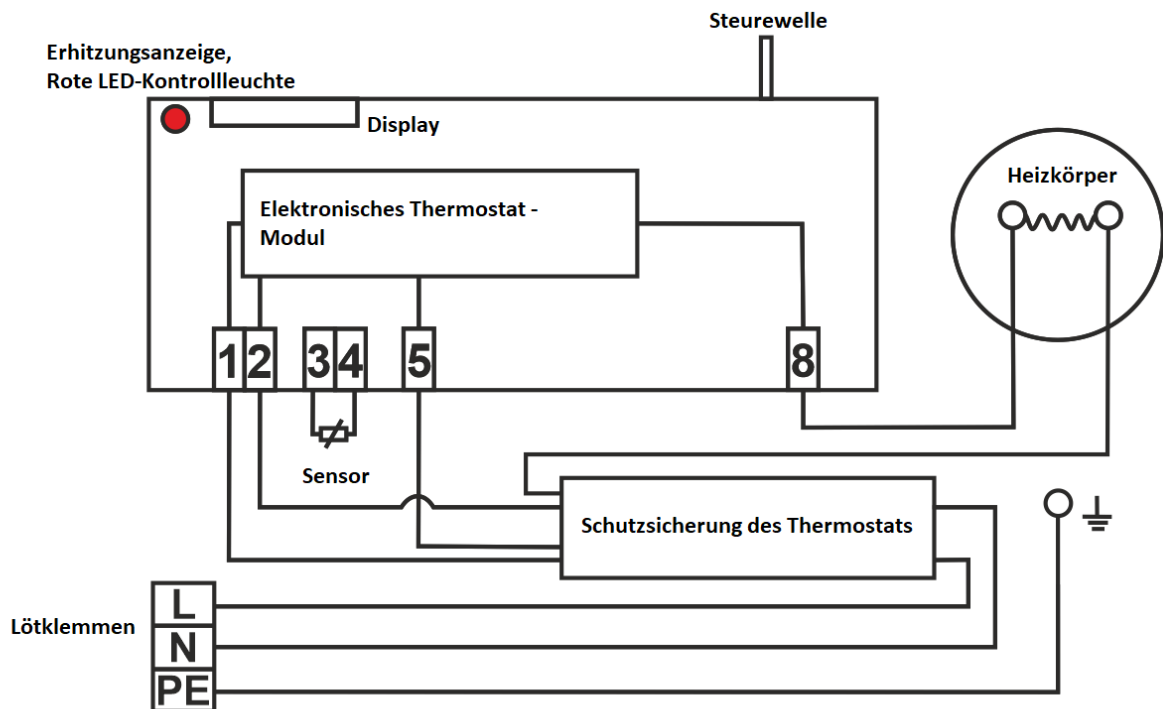 Steurewelle
Erhitzungsanzeige,
Rote LED-Kontrollleuchte
Display
Heizkörper
Elektronisches Thermostat -
Modul
1 2 3 4 5 8
Sensor
Schutzsicherung des Thermostats
Lötklemmen
L
N
PE